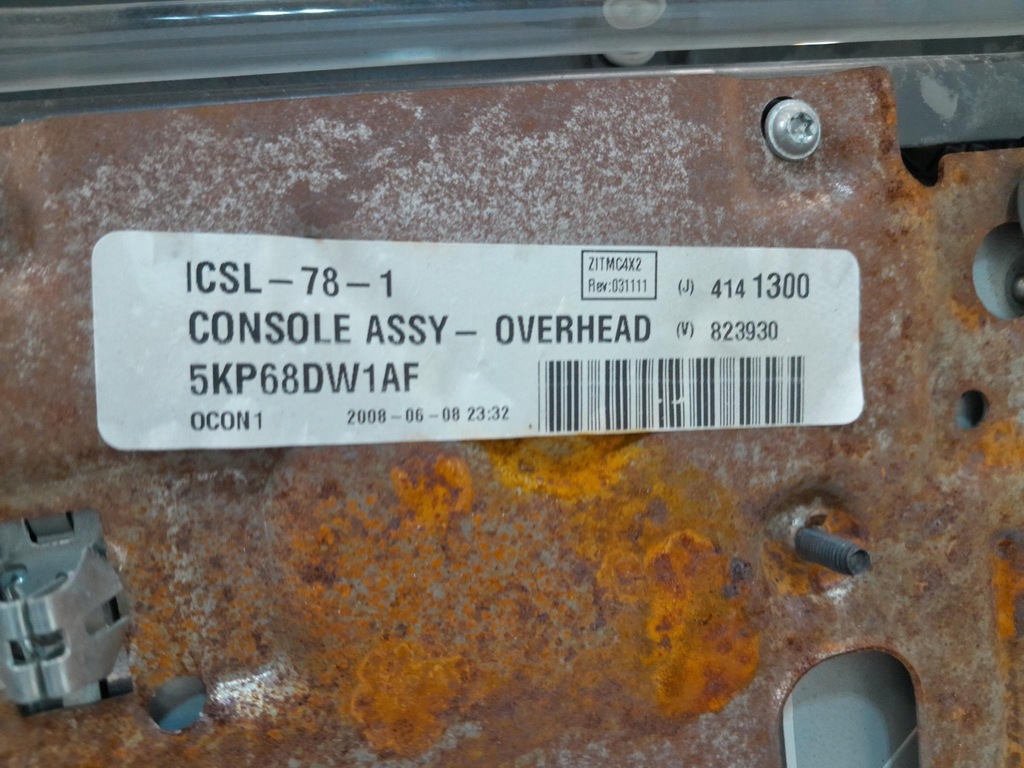 ICSL-78-1
ZITMC4X2
Rev:031111
(J) 414 1300
CONSOLE ASSY- OVERHEAD
(V) 823930
5KP68DW1AF
OCON1
2008-06-08 23:32